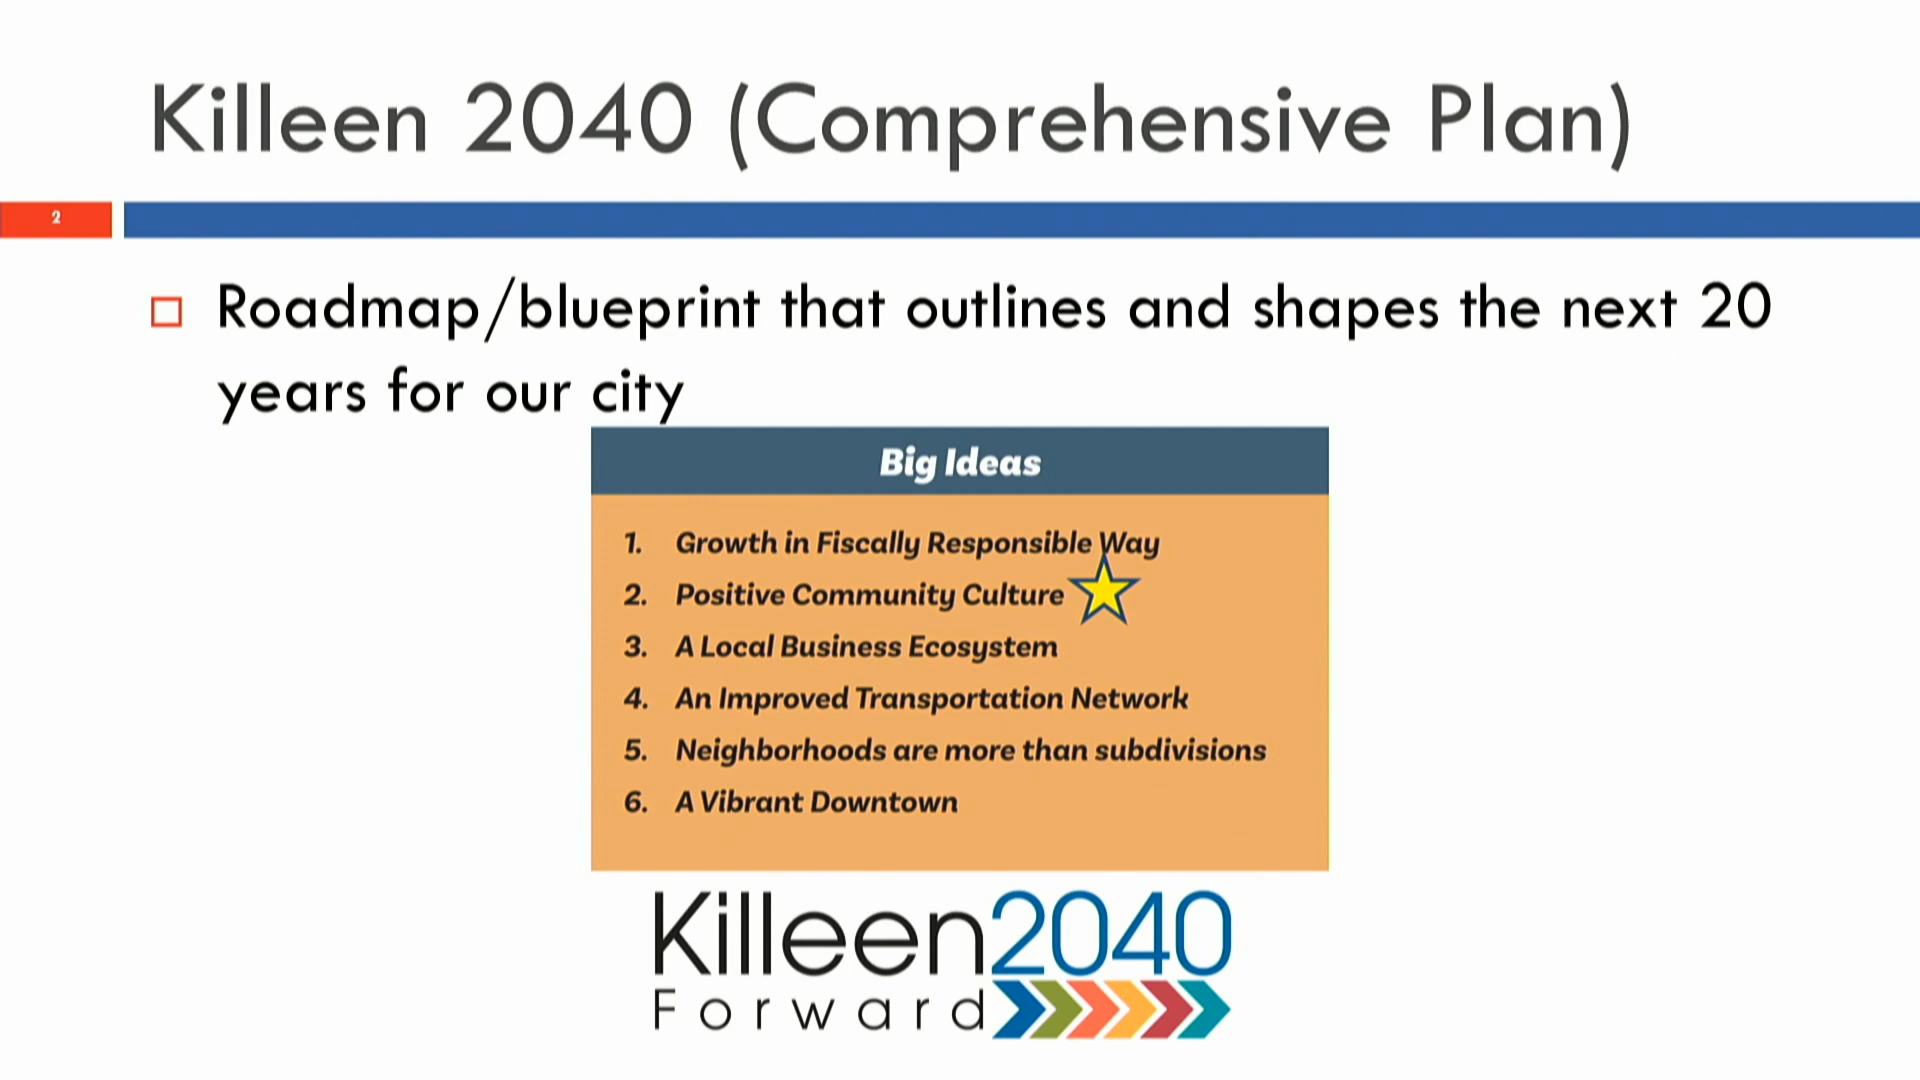 Killeen 2040 (Comprehensive Plan)
2
Roadmap/blueprint that outlines and shapes the next 20
years for our city
Big Ideas
1. Growth in Fiscally Responsible Way
2. Positive Community Culture
3. A Local Business Ecosystem
4. An Improved Transportation Network
5. Neighborhoods are more than subdivisions
6. A Vibrant Downtown
Killeen2040
Forward